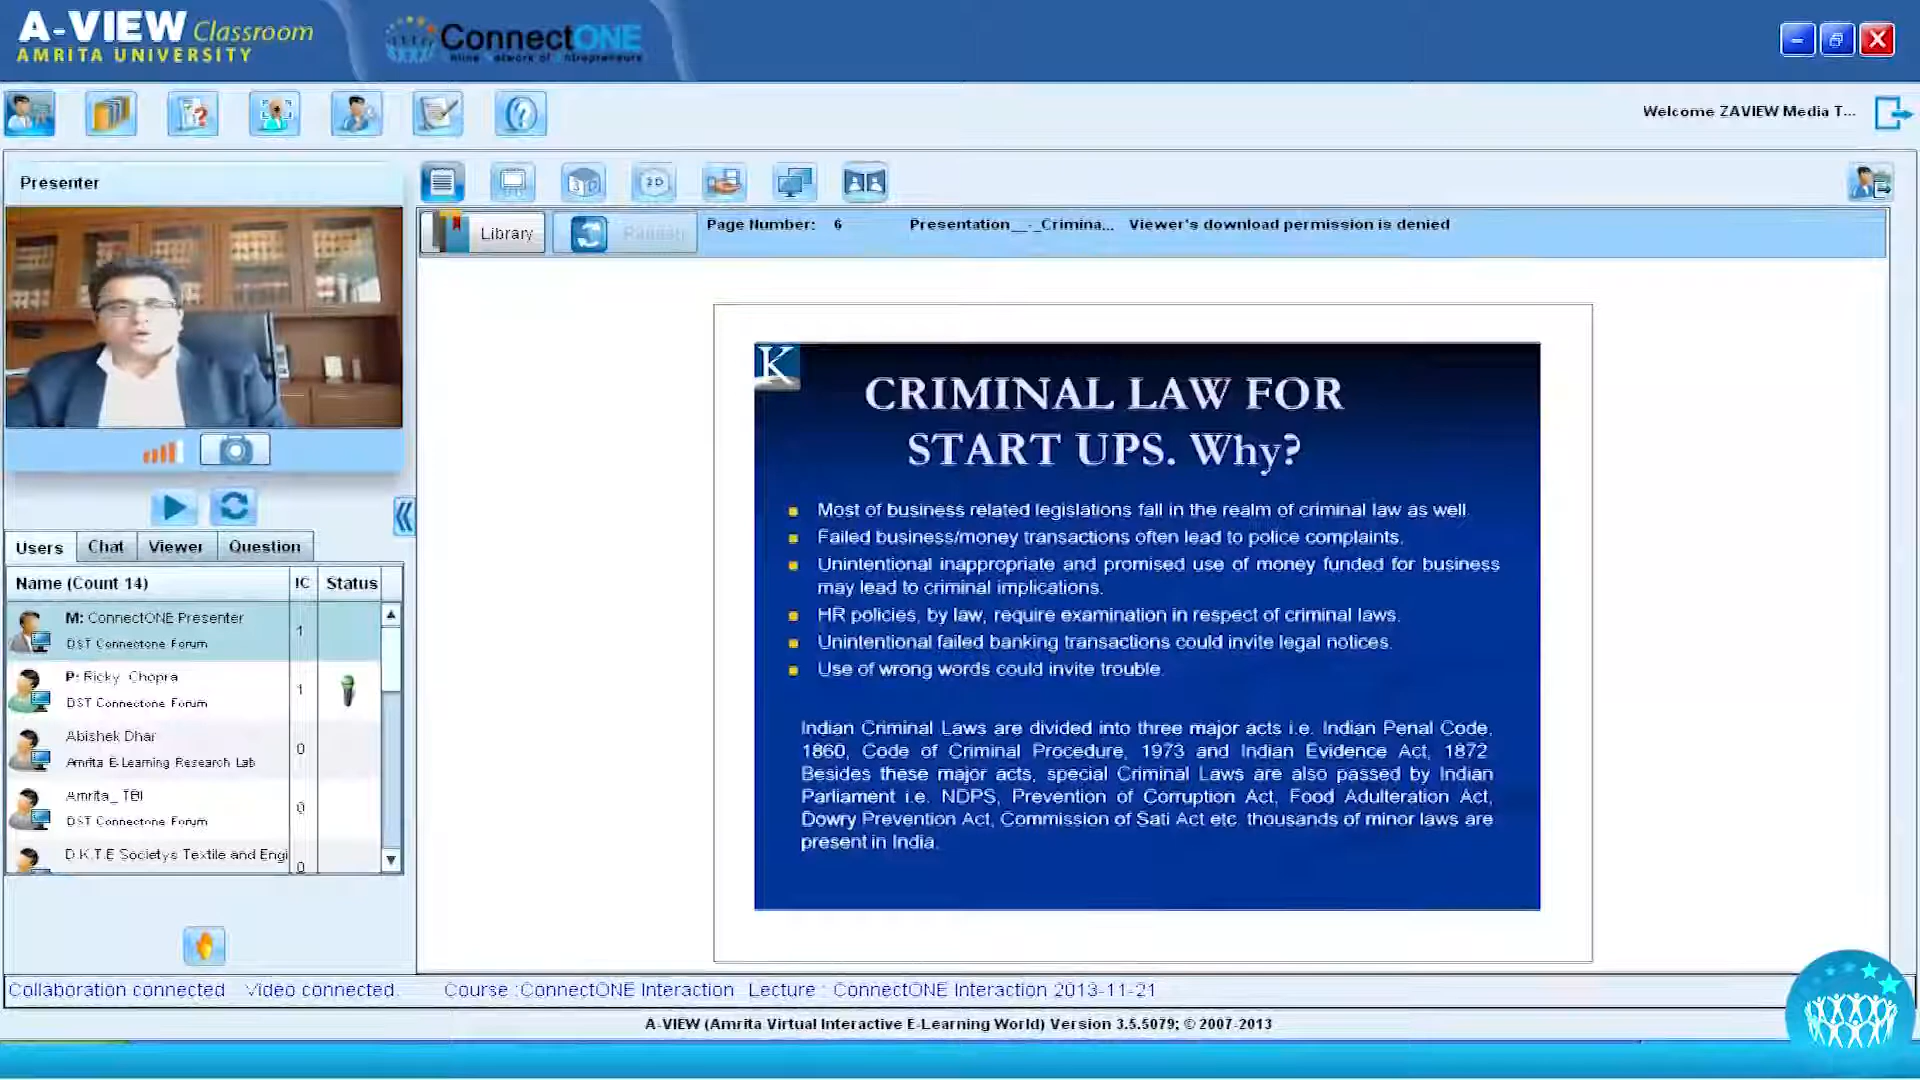 A-VIEW Classroom
AMRITA UNIVERSITY
ConnectONE
Welcome ZAVIEW Media T...
Presenter
Library
Page Number: 6
Presentation__-_Crimina...
Viewer's download permission is denied
K
CRIMINAL LAW FOR
START UPS. Why?
Most of business related legislations fall in the realm of criminal law as well.
Failed business/money transactions often lead to police complaints.
Unintentional inappropriate and promised use of money funded for business
may lead to criminal implications.
HR policies, by law, require examination in respect of criminal laws.
Unintentional failed banking transactions could invite legal notices.
Use of wrong words could invite trouble.
Indian Criminal Laws are divided into three major acts i.e. Indian Penal Code,
1860, Code of Criminal Procedure, 1973 and Indian Evidence Act, 1872.
Besides these major acts, special Criminal Laws are also passed by Indian
Parliament i.e. NDPS, Prevention of Corruption Act, Food Adulteration Act,
Dowry Prevention Act, Commission of Sati Act etc. thousands of minor laws are
present in India.
Users Chat Viewer Question
Name (Count 14) IC Status
M: ConnectONE Presenter
DST Connectone Forum
1
P: Ricky Chopra
DST Connectone Forum
1
Abishek Dhar
Amrita E-Learning Research Lab
0
Amrita_ TBI
DST Connectone Forum
0
D.K.T.E Societys Textile and Engi
0
Collaboration connected Video connected.
Course :ConnectONE Interaction Lecture : ConnectONE Interaction 2013-11-21
A-VIEW (Amrita Virtual Interactive E-Learning World) Version 3.5.5079; © 2007-2013